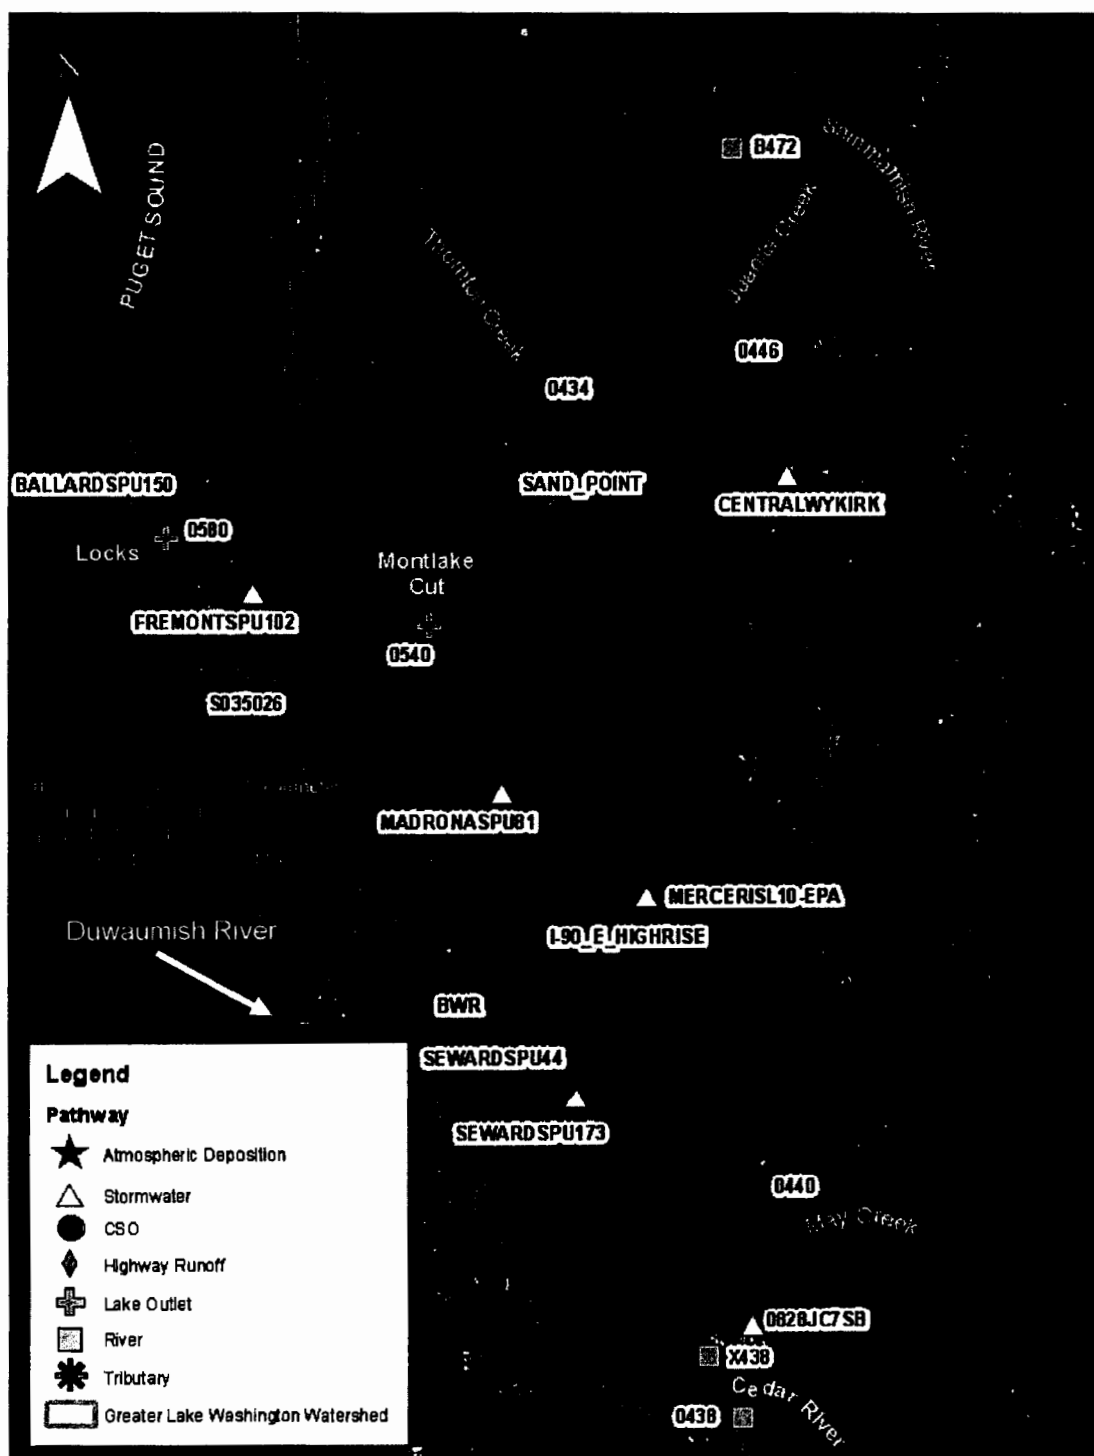 B472
Sammamish River
PUGET SOUND
Juanita Creek
Thornton Creek
0446
0434
BALLARDSPU150
SAND_POINT
CENTRALWYKIRK
0580
Locks
Montlake
Cut
FREMONTSPU102
0540
S035026
MADRONASPU81
MERCERISL10-EPA
Duwaumish River
I-90_E_HIGHRISE
BWR
SEWARDSPU44
SEWARDSPU173
0440
May Creek
0828JC7SB
X438
Cedar River
0438
Legend
Pathway
Atmospheric Deposition
Stormwater
CSO
Highway Runoff
Lake Outlet
River
Tributary
Greater Lake Washington Watershed